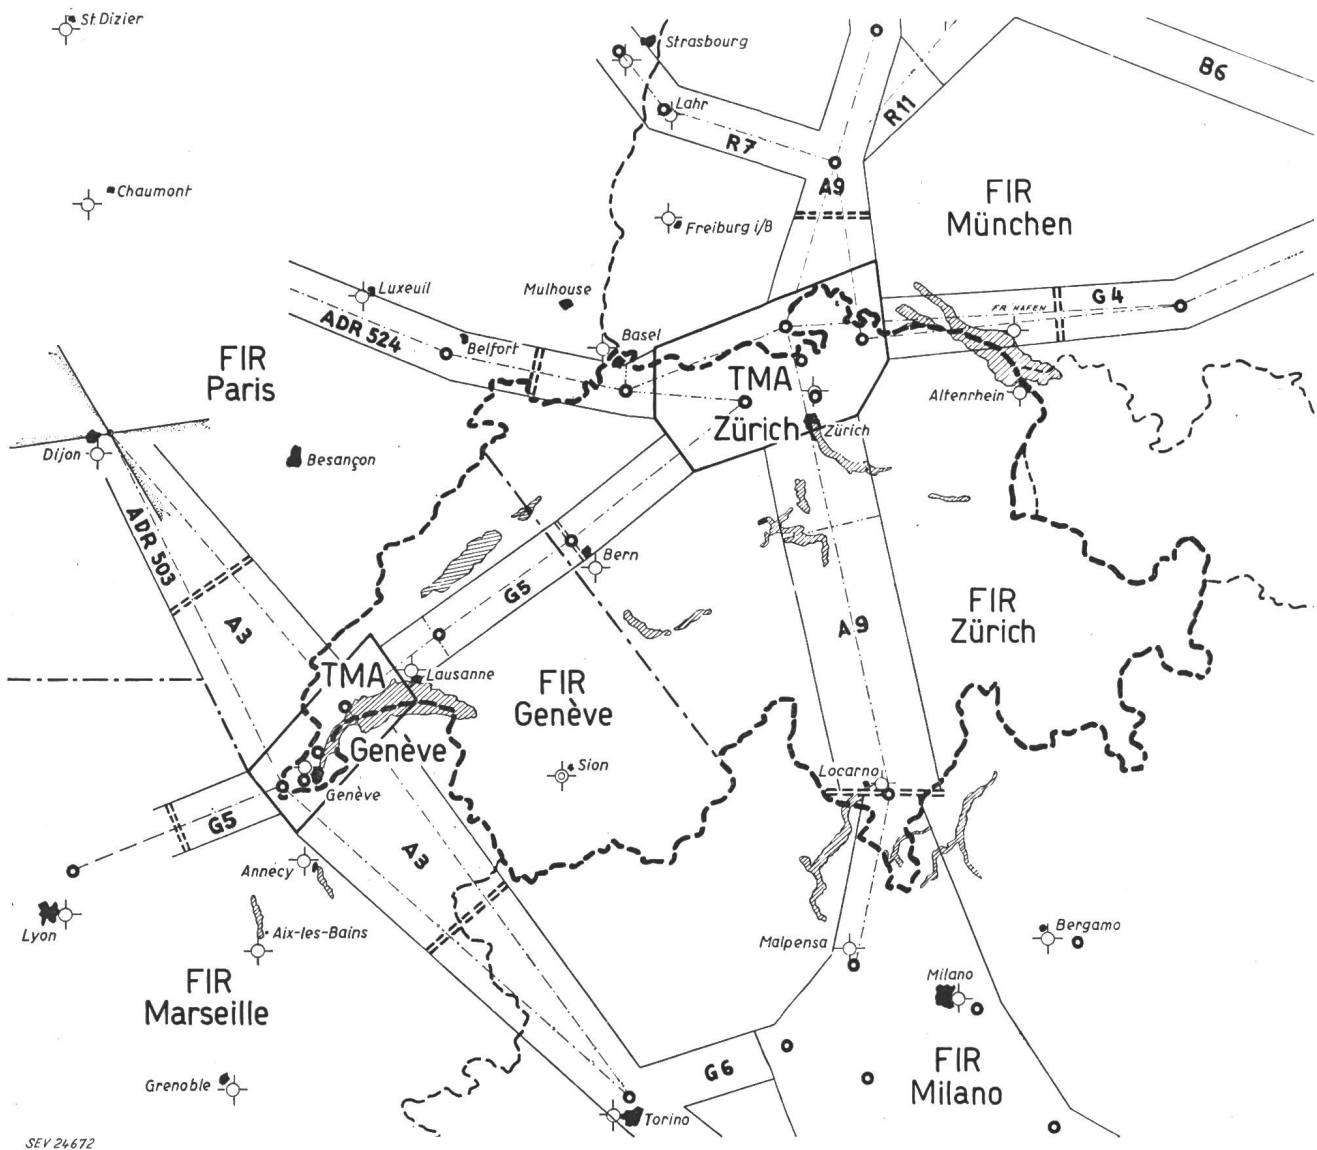 St. Dizier
Strasbourg
B6
Lahr
R11
R7
Chaumont
A9
FIR
München
Freiburg i/B
Luxeuil
Mulhouse
FR. HAFEN
G4
ADR 524
Basel
Belfort
FIR
Paris
TMA
Zürich
Altenrhein
Zürich
Dijon
Besançon
ADR 503
Bern
G5
FIR
Zürich
A3
A9
TMA
Lausanne
FIR
Genève
Genève
Sion
Locarno
Genève
G5
A3
Annecy
Lyon
Aix-les-Bains
Malpensa
Bergamo
FIR
Marseille
Milano
G6
FIR
Milano
Grenoble
Torino
SEV 24672